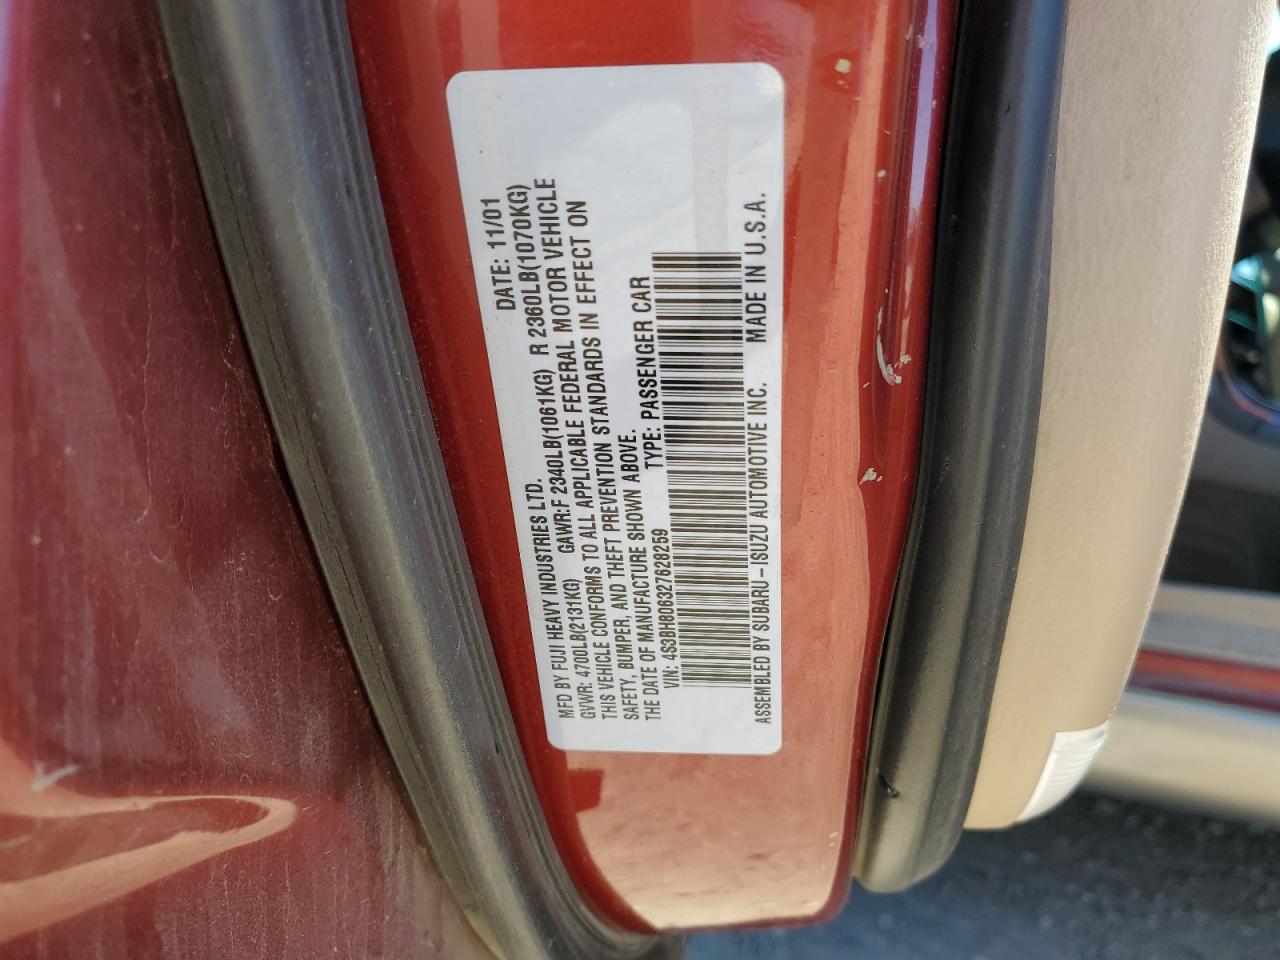 DATE: 11/01
MFD BY FUJI HEAVY INDUSTRIES LTD.
GVWR: 4700LB(2131KG) GAWR:F 2340LB(1061KG) R 2360LB(1070KG)
THIS VEHICLE CONFORMS TO ALL APPLICABLE FEDERAL MOTOR VEHICLE
SAFETY, BUMPER, AND THEFT PREVENTION STANDARDS IN EFFECT ON
THE DATE OF MANUFACTURE SHOWN ABOVE.
VIN: 4S3BH806327628259 TYPE: PASSENGER CAR
ASSEMBLED BY SUBARU-ISUZU AUTOMOTIVE INC. MADE IN U.S.A.